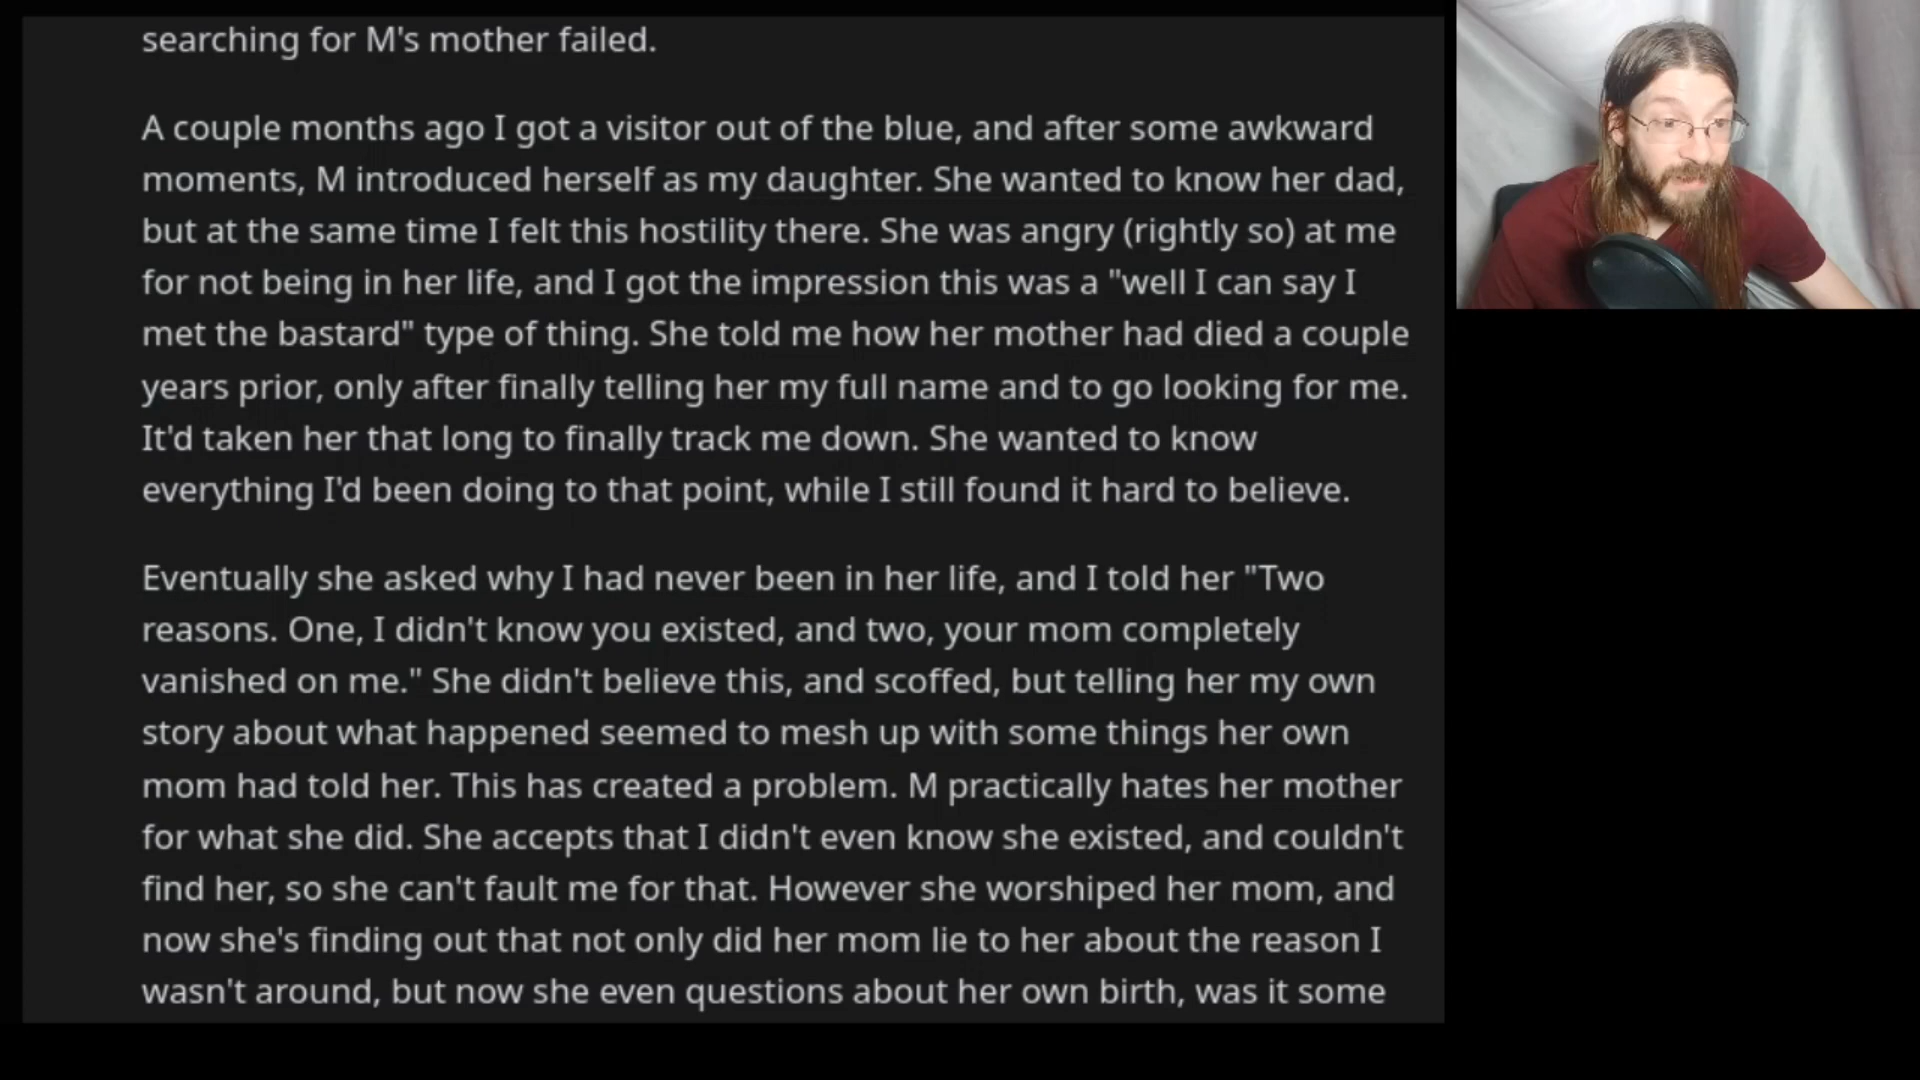 searching for M's mother failed.
A couple months ago I got a visitor out of the blue, and after some awkward
moments, M introduced herself as my daughter. She wanted to know her dad,
but at the same time I felt this hostility there. She was angry (rightly so) at me
for not being in her life, and I got the impression this was a "well I can say I
met the bastard" type of thing. She told me how her mother had died a couple
years prior, only after finally telling her my full name and to go looking for me.
It'd taken her that long to finally track me down. She wanted to know
everything I'd been doing to that point, while I still found it hard to believe.
Eventually she asked why I had never been in her life, and I told her "Two
reasons. One, I didn't know you existed, and two, your mom completely
vanished on me." She didn't believe this, and scoffed, but telling her my own
story about what happened seemed to mesh up with some things her own
mom had told her. This has created a problem. M practically hates her mother
for what she did. She accepts that I didn't even know she existed, and couldn't
find her, so she can't fault me for that. However she worshiped her mom, and
now she's finding out that not only did her mom lie to her about the reason I
wasn't around, but now she even questions about her own birth, was it some